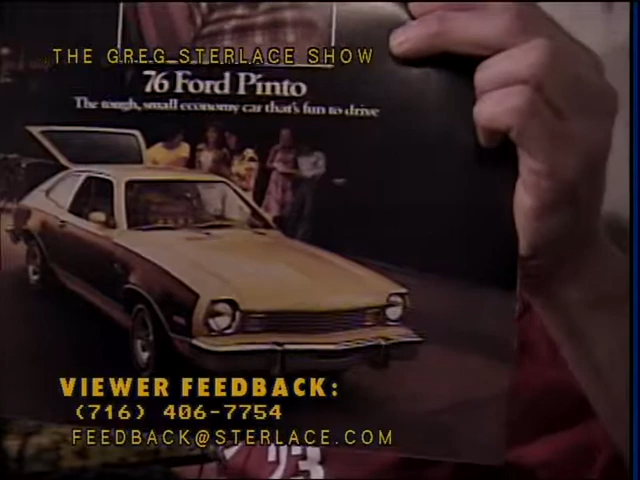 THE GREG STERLACE SHOW
76 Ford Pinto
The tough, small economy car that's fun to drive
VIEWER FEEDBACK:
(716) 406-7754
FEEDBACK@STERLACE.COM
23